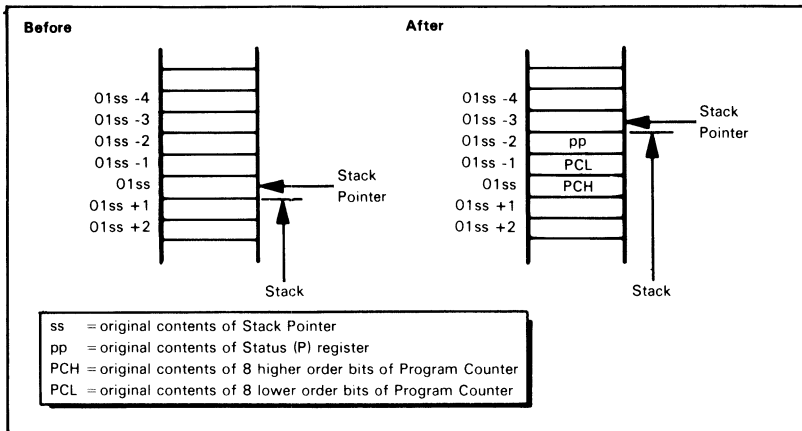 Before
01ss -4
01ss -3
01ss -2
01ss -1
01ss
01ss +1
01ss +2
Stack
Pointer
Stack
After
01ss -4
01ss -3
01ss -2
01ss -1
01ss
01ss +1
01ss +2
pp
PCL
PCH
Stack
Pointer
Stack
ss = original contents of Stack Pointer
pp = original contents of Status (P) register
PCH = original contents of 8 higher order bits of Program Counter
PCL = original contents of 8 lower order bits of Program Counter